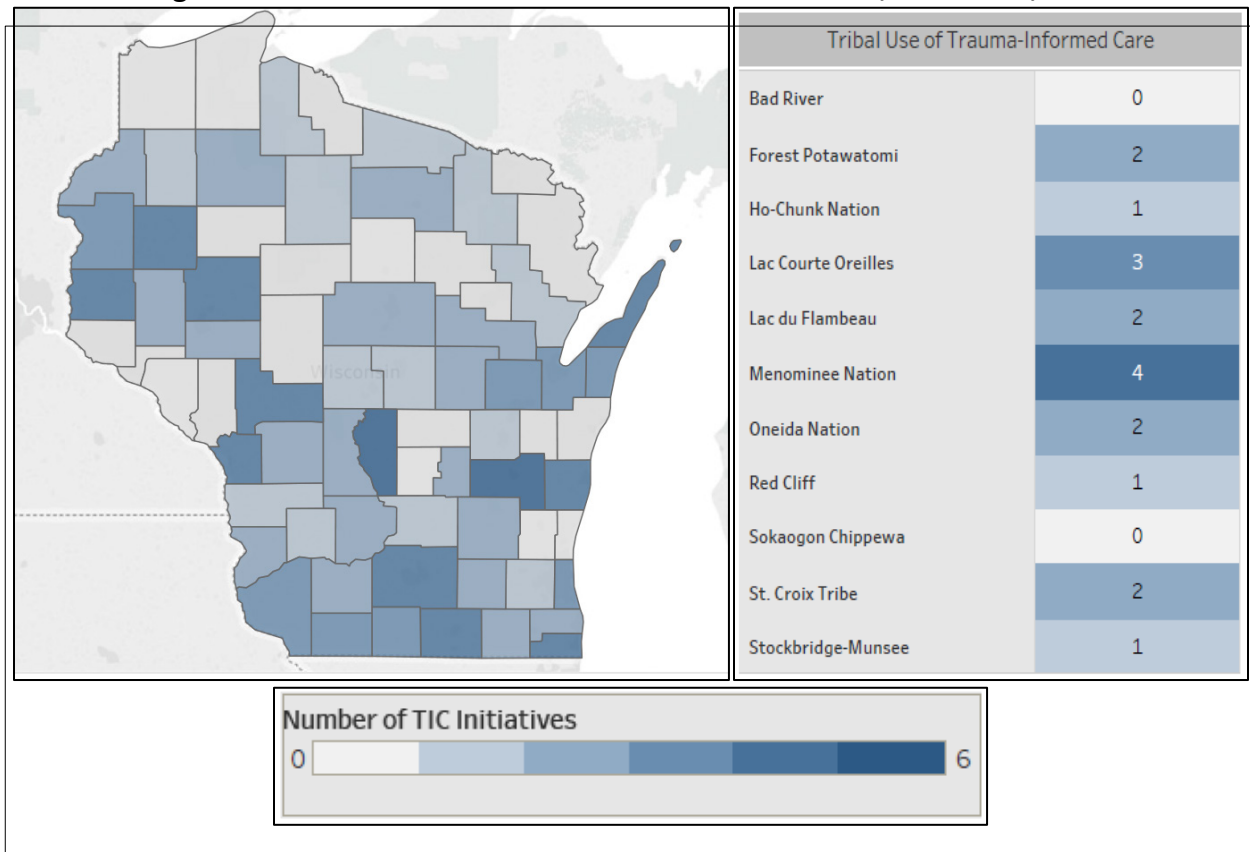 Wisconsin
Tribal Use of Trauma-Informed Care
Bad River 0
Forest Potawatomi 2
Ho-Chunk Nation 1
Lac Courte Oreilles 3
Lac du Flambeau 2
Menominee Nation 4
Oneida Nation 2
Red Cliff 1
Sokaogon Chippewa 0
St. Croix Tribe 2
Stockbridge-Munsee 1
Number of TIC Initiatives
0 6